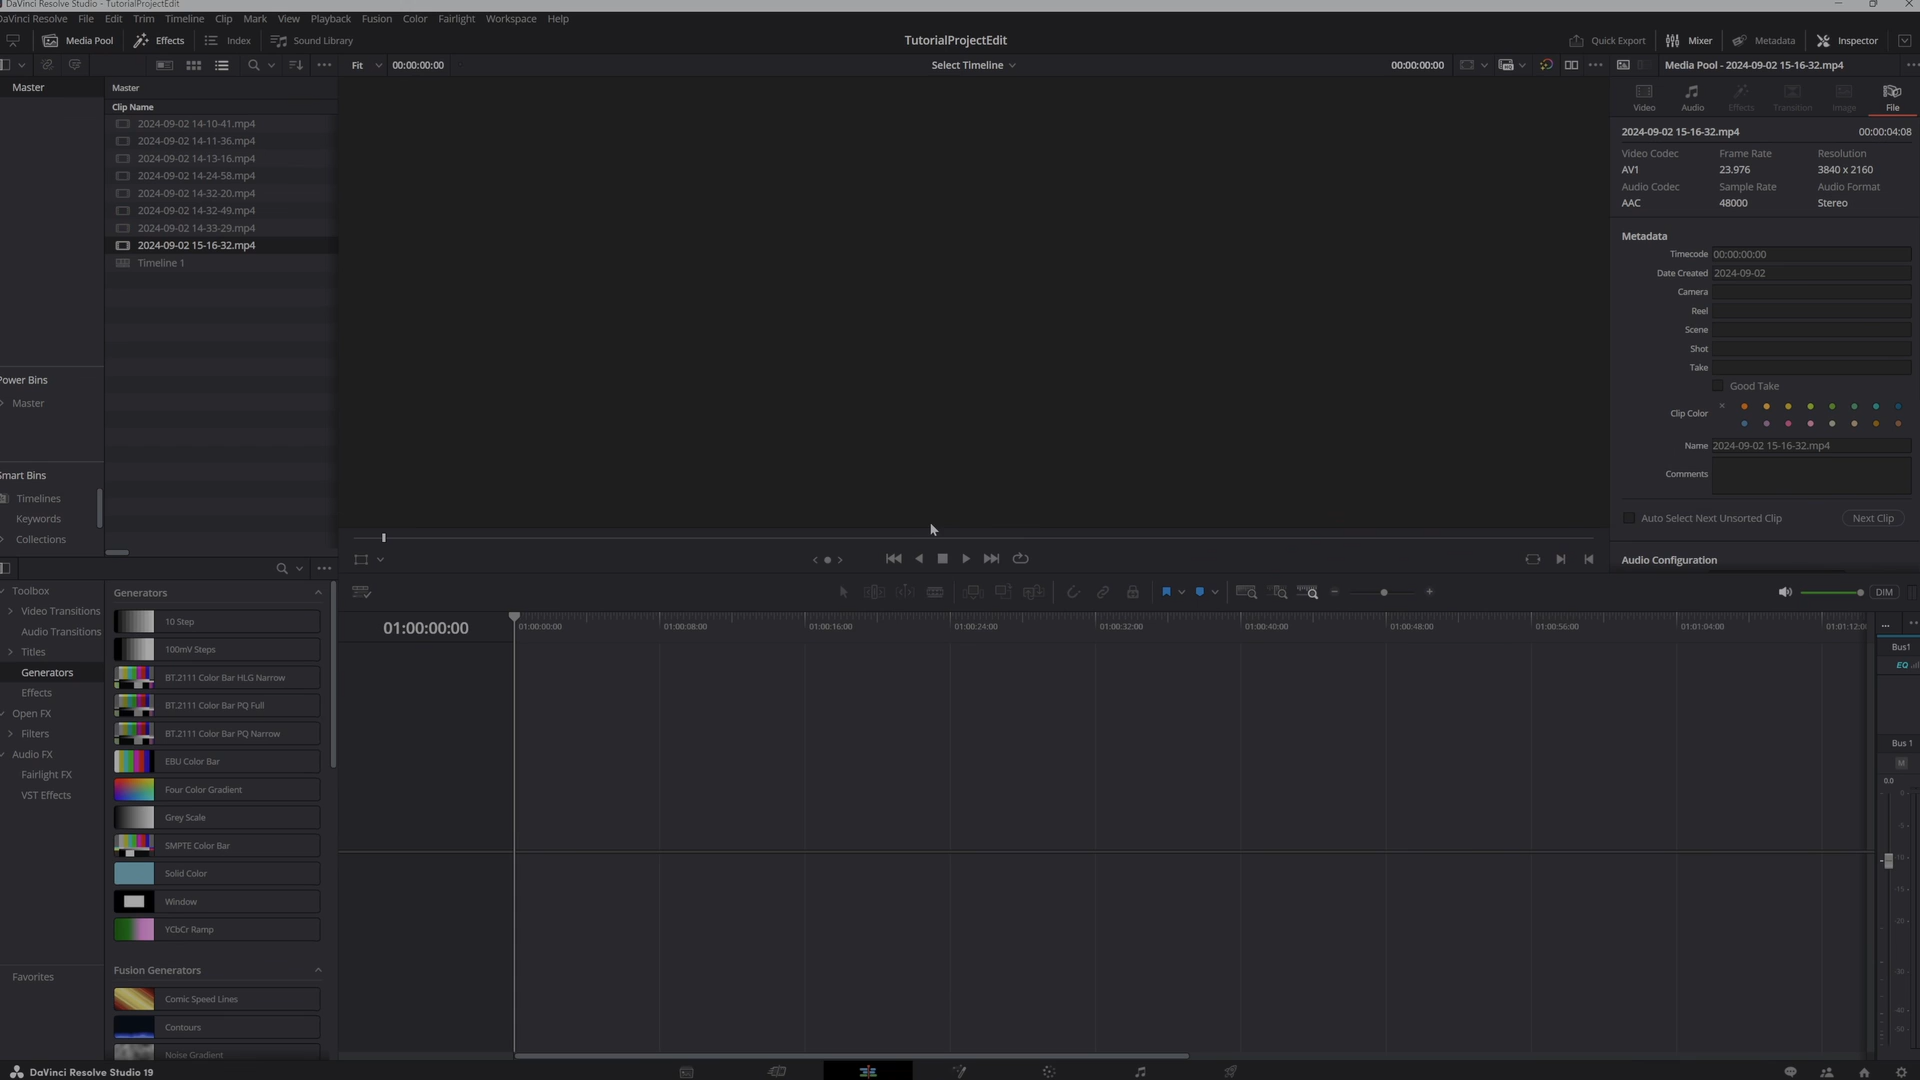 DaVinci Resolve Studio - TutorialProjectEdit
DaVinci Resolve File Edit Trim Timeline Clip Mark View Playback Fusion Color Fairlight Workspace Help
Media Pool Effects Index Sound Library TutorialProjectEdit Quick Export Mixer Metadata Inspector
Fit 00:00:00:00 Select Timeline 00:00:00:00 Media Pool - 2024-09-02 15-16-32.mp4
Master
Master
Clip Name
2024-09-02 14-10-41.mp4
2024-09-02 14-11-36.mp4
2024-09-02 14-13-16.mp4
2024-09-02 14-24-58.mp4
2024-09-02 14-32-20.mp4
2024-09-02 14-32-49.mp4
2024-09-02 14-33-29.mp4
2024-09-02 15-16-32.mp4
Timeline 1
Power Bins
Master
Smart Bins
Timelines
Keywords
Collections
Video Audio Effects Transition Image File
2024-09-02 15-16-32.mp4 00:00:04:08
Video Codec Frame Rate Resolution
AV1 23.976 3840 x 2160
Audio Codec Sample Rate Audio Format
AAC 48000 Stereo
Metadata
Timecode 00:00:00:00
Date Created 2024-09-02
Camera
Reel
Scene
Shot
Take
Good Take
Clip Color
Name 2024-09-02 15-16-32.mp4
Comments
Auto Select Next Unsorted Clip Next Clip
Audio Configuration
DIM
Toolbox
Video Transitions
Audio Transitions
Titles
Generators
Effects
Open FX
Filters
Audio FX
Fairlight FX
VST Effects
Favorites
Generators
10 Step
100mV Steps
BT.2111 Color Bar HLG Narrow
BT.2111 Color Bar PQ Full
BT.2111 Color Bar PQ Narrow
EBU Color Bar
Four Color Gradient
Grey Scale
SMPTE Color Bar
Solid Color
Window
YCbCr Ramp
Fusion Generators
Comic Speed Lines
Contours
Noise Gradient
01:00:00:00
01:00:00:00 01:00:08:00 01:00:16:00 01:00:24:00 01:00:32:00 01:00:40:00 01:00:48:00 01:00:56:00 01:01:04:00 01:01:12:0
Bus1
EQ
Bus 1
M
0.0
0
-5
-10
-15
-20
-30
-40
-50
DaVinci Resolve Studio 19